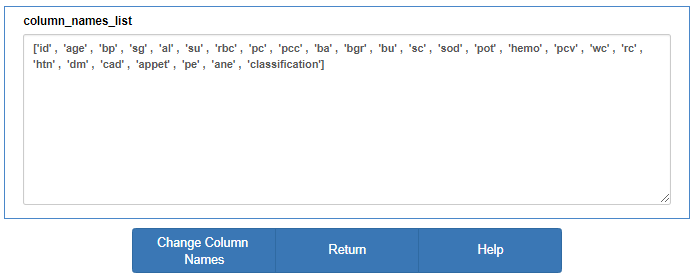 column_names_list
['id' , 'age' , 'bp' , 'sg' , 'al' , 'su' , 'rbc' , 'pc' , 'pcc' , 'ba' , 'bgr' , 'bu' , 'sc' , 'sod' , 'pot' , 'hemo' , 'pcv' , 'wc' , 'rc' ,
'htn' , 'dm' , 'cad' , 'appet' , 'pe' , 'ane' , 'classification']
Change Column
Names
Return
Help